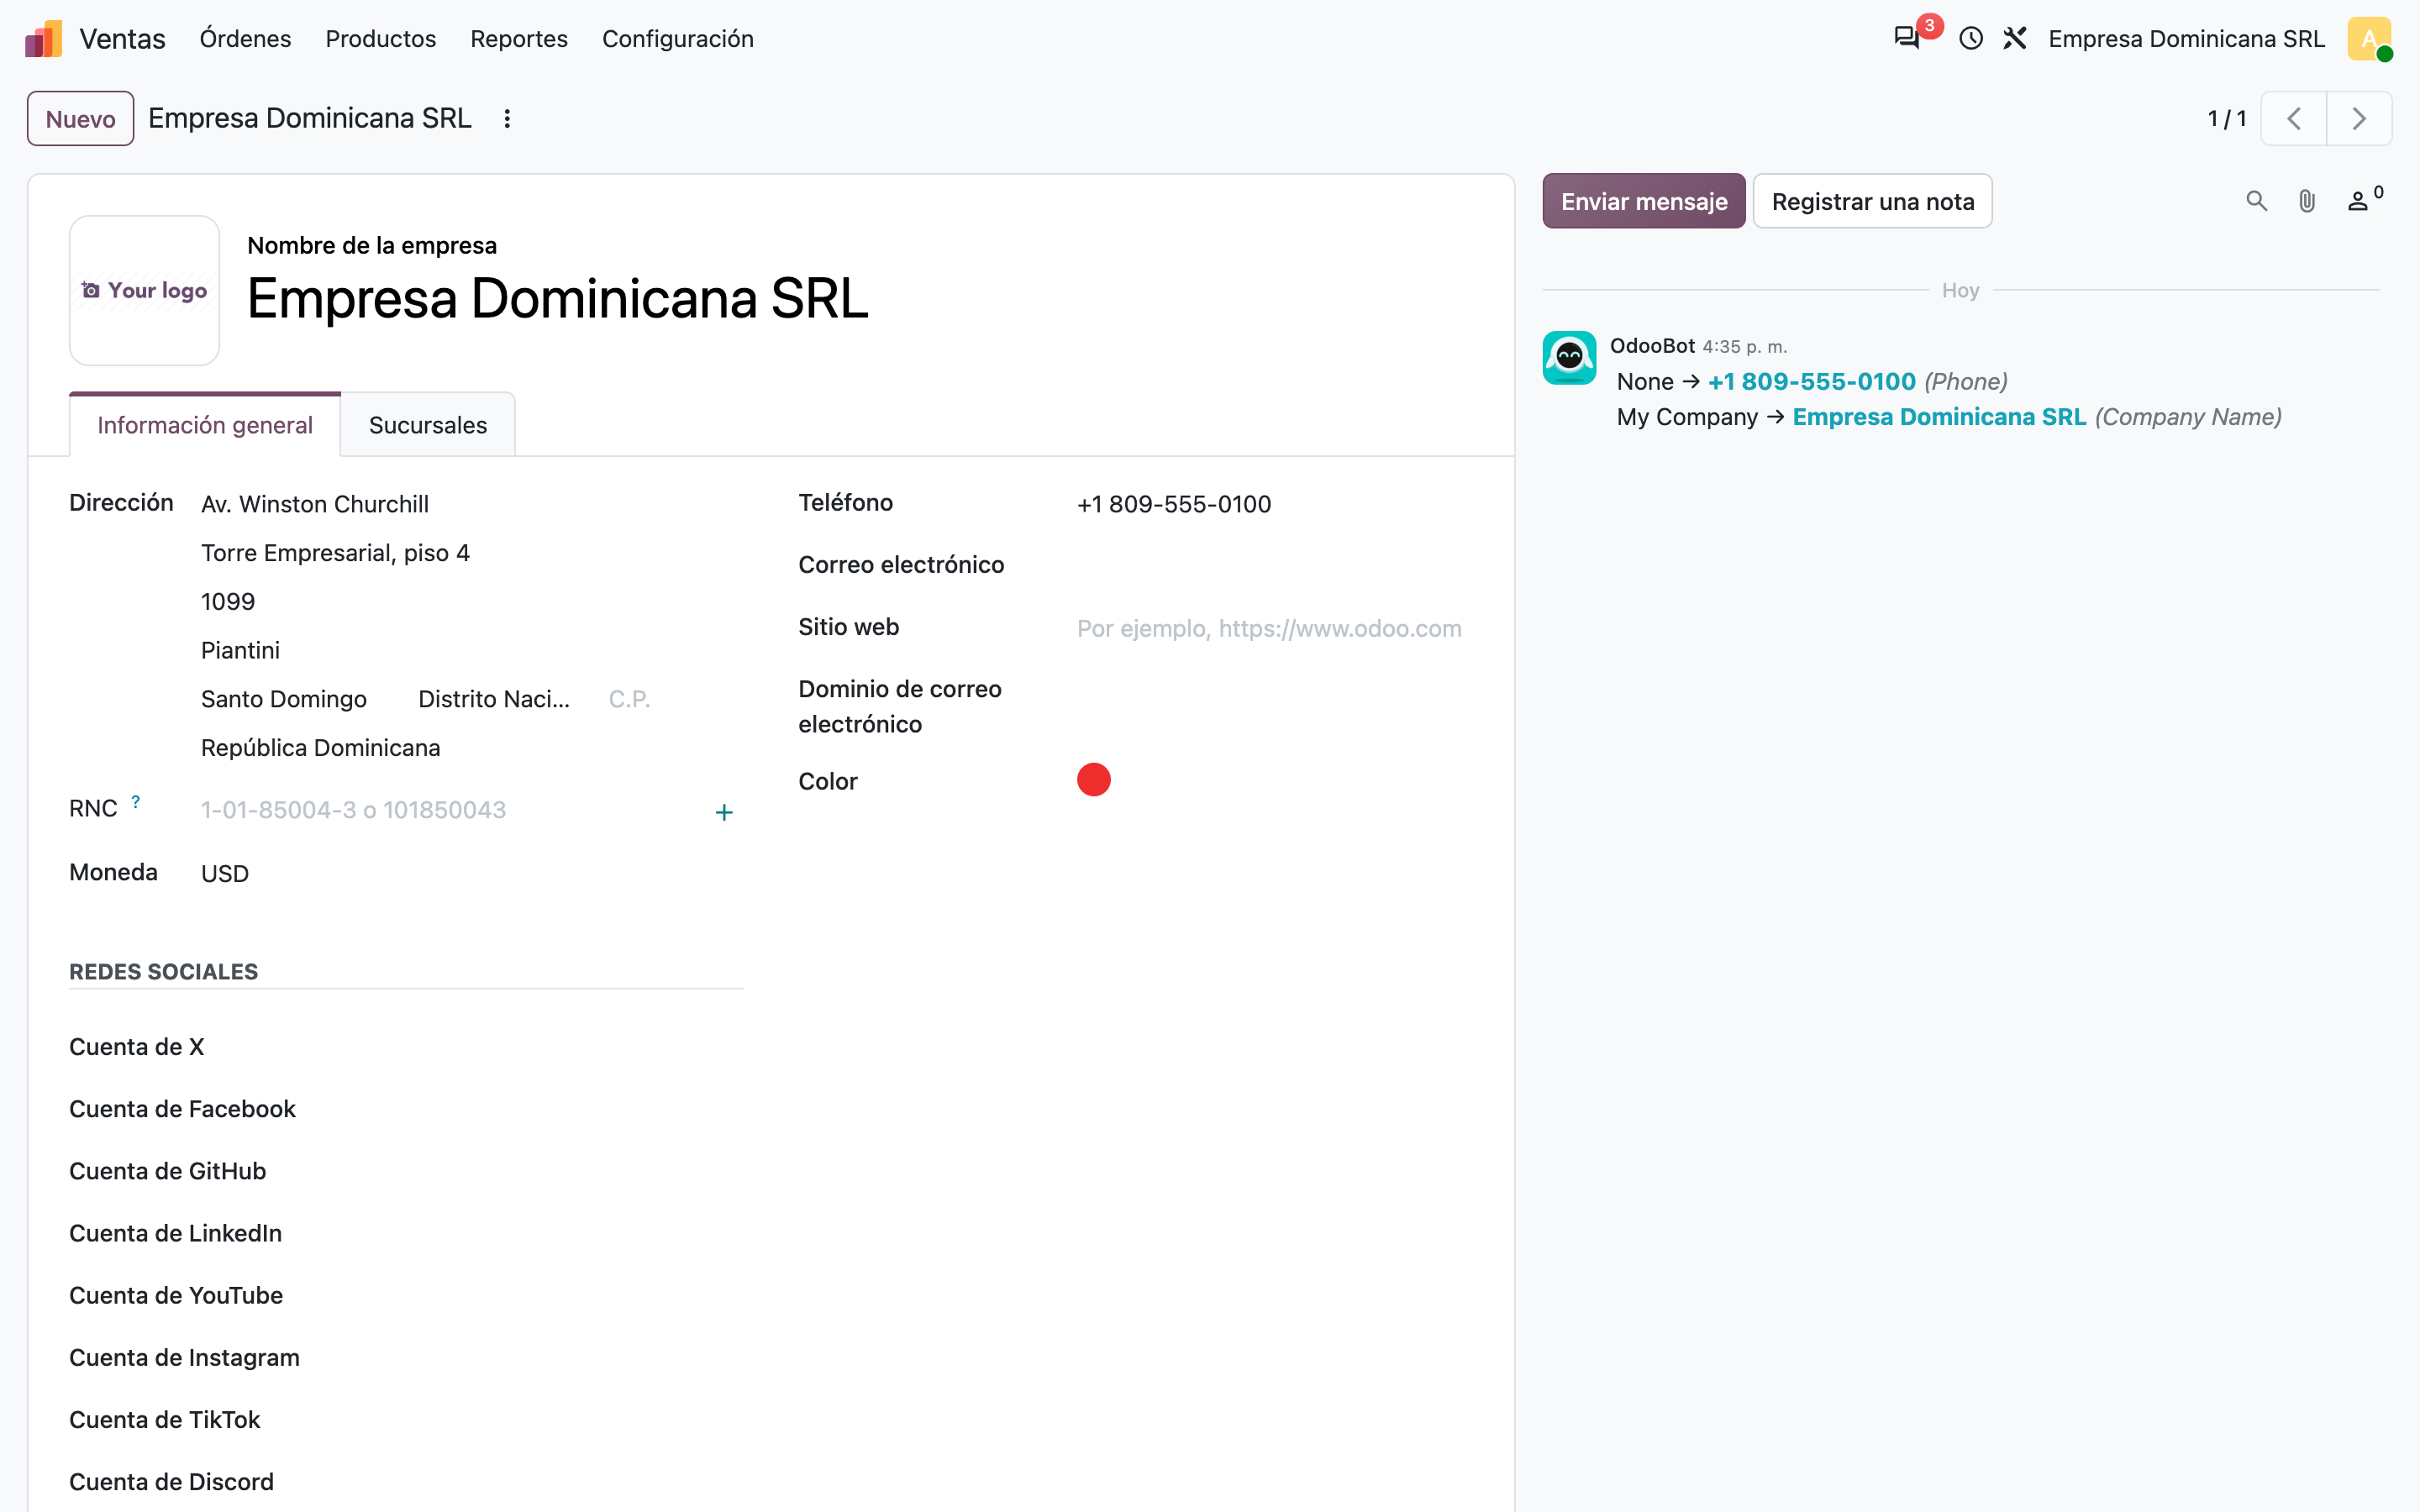 Ventas Órdenes Productos Reportes Configuración 3 Empresa Dominicana SRL A
Nuevo Empresa Dominicana SRL 1 / 1
Your logo
Nombre de la empresa
Empresa Dominicana SRL
Información general Sucursales
Dirección Av. Winston Churchill
Torre Empresarial, piso 4
1099
Piantini
Santo Domingo Distrito Naci... C.P.
República Dominicana
RNC ? 1-01-85004-3 o 101850043 +
Moneda USD
Teléfono +1 809-555-0100
Correo electrónico
Sitio web Por ejemplo, https://www.odoo.com
Dominio de correo
electrónico
Color
REDES SOCIALES
Cuenta de X
Cuenta de Facebook
Cuenta de GitHub
Cuenta de LinkedIn
Cuenta de YouTube
Cuenta de Instagram
Cuenta de TikTok
Cuenta de Discord
Enviar mensaje Registrar una nota 0
Hoy
OdooBot 4:35 p. m.
None → +1 809-555-0100 (Phone)
My Company → Empresa Dominicana SRL (Company Name)